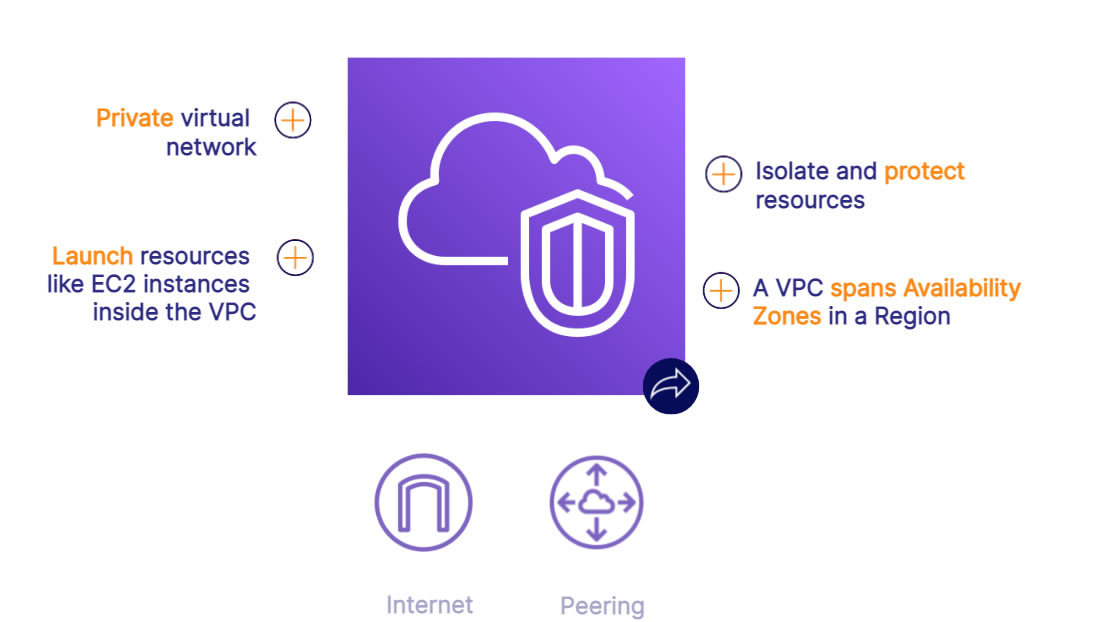 Private virtual
network
Launch resources
like EC2 instances
inside the VPC
Isolate and protect
resources
A VPC spans Availability
Zones in a Region
Internet
Peering